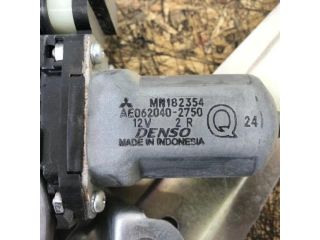 MN182354
AE062040-2750
12V 2 R
DENSO
MADE IN INDONESIA
Q
24